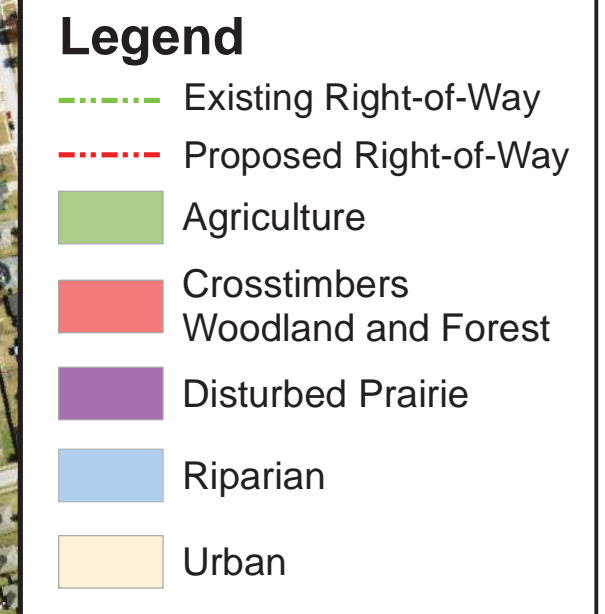 Legend
Existing Right-of-Way
Proposed Right-of-Way
Agriculture
Crosstimbers
Woodland and Forest
Disturbed Prairie
Riparian
Urban